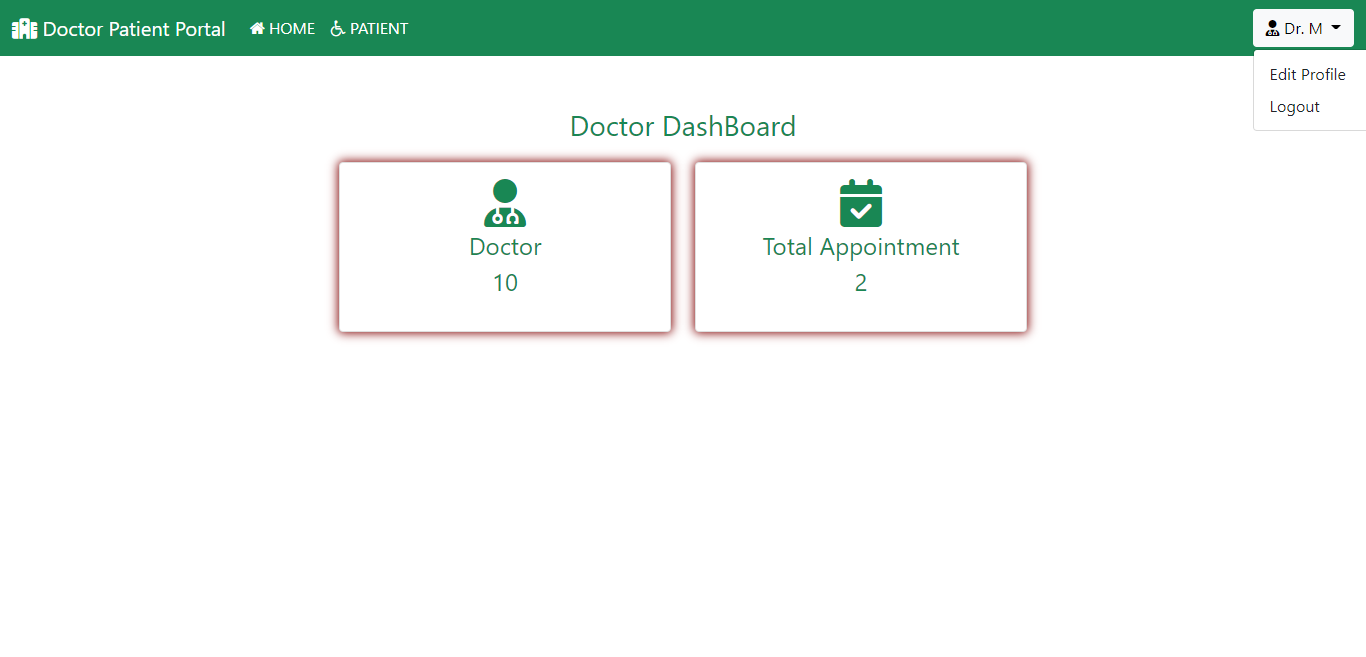 Doctor Patient Portal HOME PATIENT Dr. M
Edit Profile
Logout
Doctor DashBoard
Doctor
10
Total Appointment
2